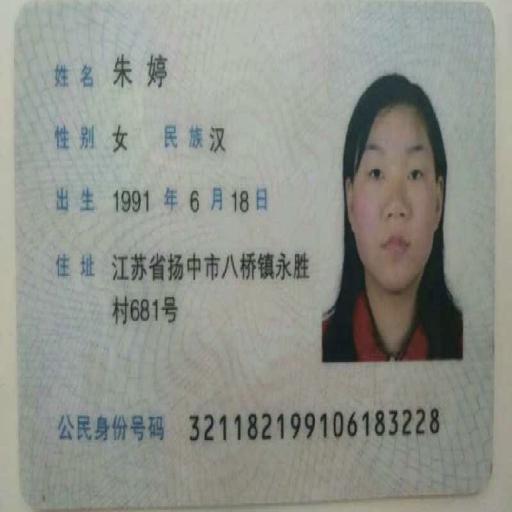 姓名 朱婷
性别 女 民族 汉
出生 1991 年 6 月 18 日
住址 江苏省扬中市八桥镇永胜
村681号
公民身份号码 321182199106183228